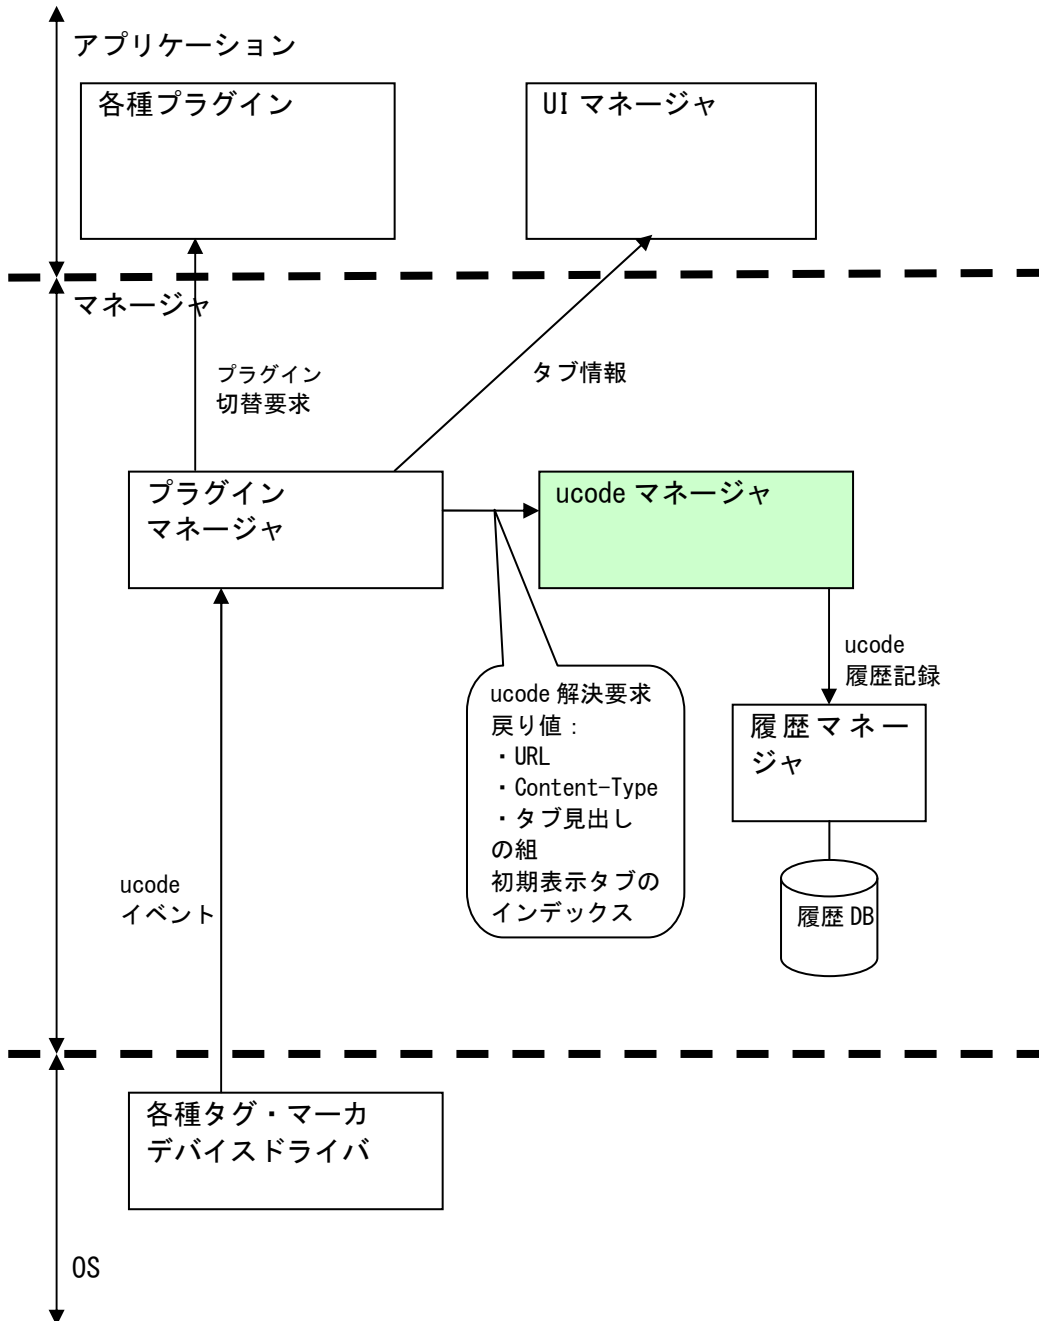 アプリケーション
各種プラグイン
UI マネージャ
マネージャ
プラグイン
切替要求
タブ情報
プラグイン
マネージャ
ucode マネージャ
ucode
履歴記録
ucode 解決要求
戻り値：
・URL
・Content-Type
・タブ見出し
の組
初期表示タブの
インデックス
履歴マネー
ジャ
履歴 DB
ucode
イベント
各種タグ・マーカ
デバイスドライバ
OS